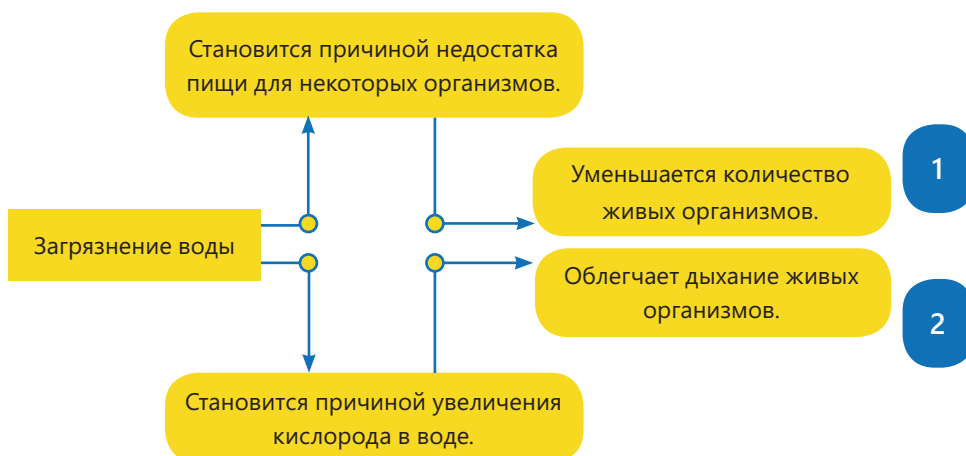 Становится причиной недостатка
пищи для некоторых организмов.
Уменьшается количество
живых организмов.
1
Загрязнение воды
Облегчает дыхание живых
организмов.
2
Становится причиной увеличения
кислорода в воде.